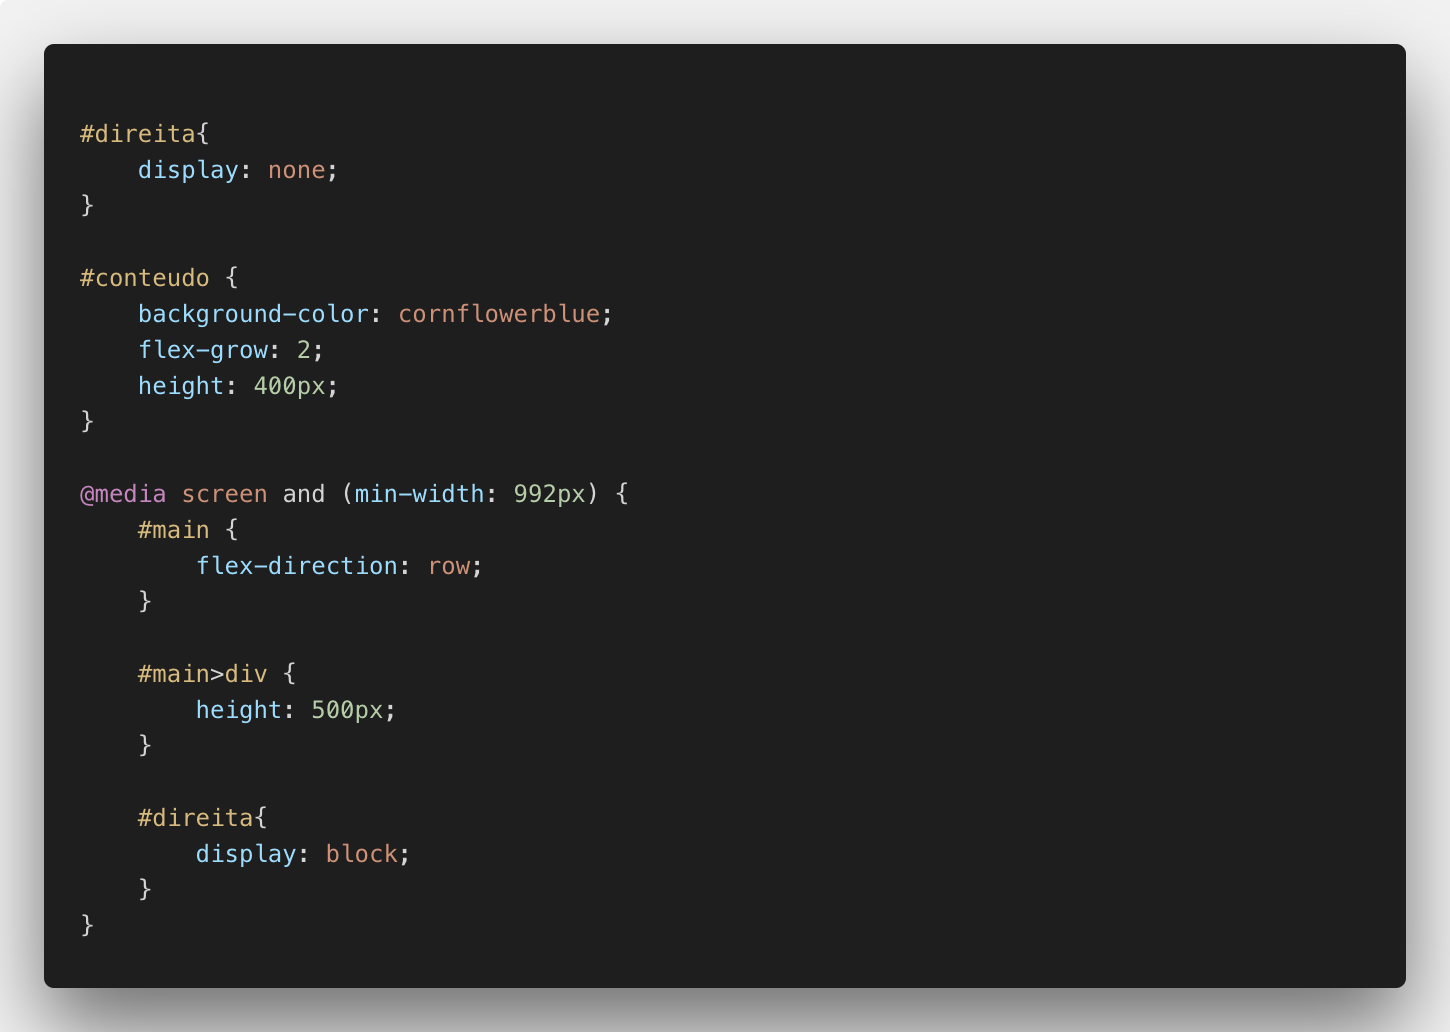 #direita{
    display: none;
}

#conteudo {
    background-color: cornflowerblue;
    flex-grow: 2;
    height: 400px;
}

@media screen and (min-width: 992px) {
    #main {
        flex-direction: row;
    }

    #main>div {
        height: 500px;
    }

    #direita{
        display: block;
    }
}